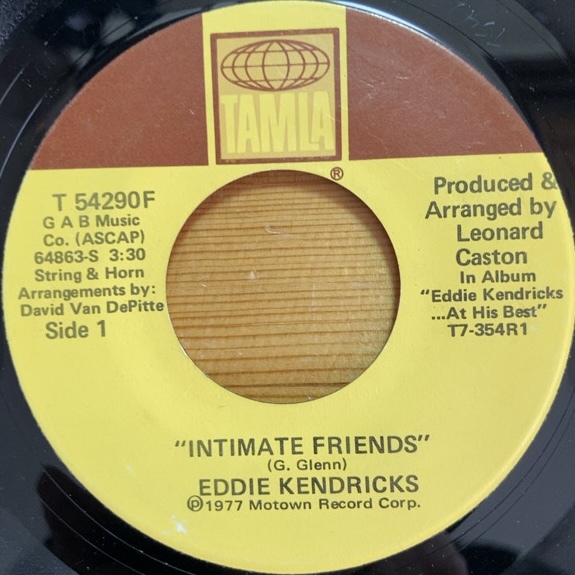 TAMLA
®
T 54290F
G A B Music
Co. (ASCAP)
64863-S 3:30
String & Horn
Arrangements by:
David Van DePitte
Side 1
Produced &
Arranged by
Leonard
Caston
In Album
"Eddie Kendricks
...At His Best"
T7-354R1
"INTIMATE FRIENDS"
(G. Glenn)
EDDIE KENDRICKS
℗1977 Motown Record Corp.